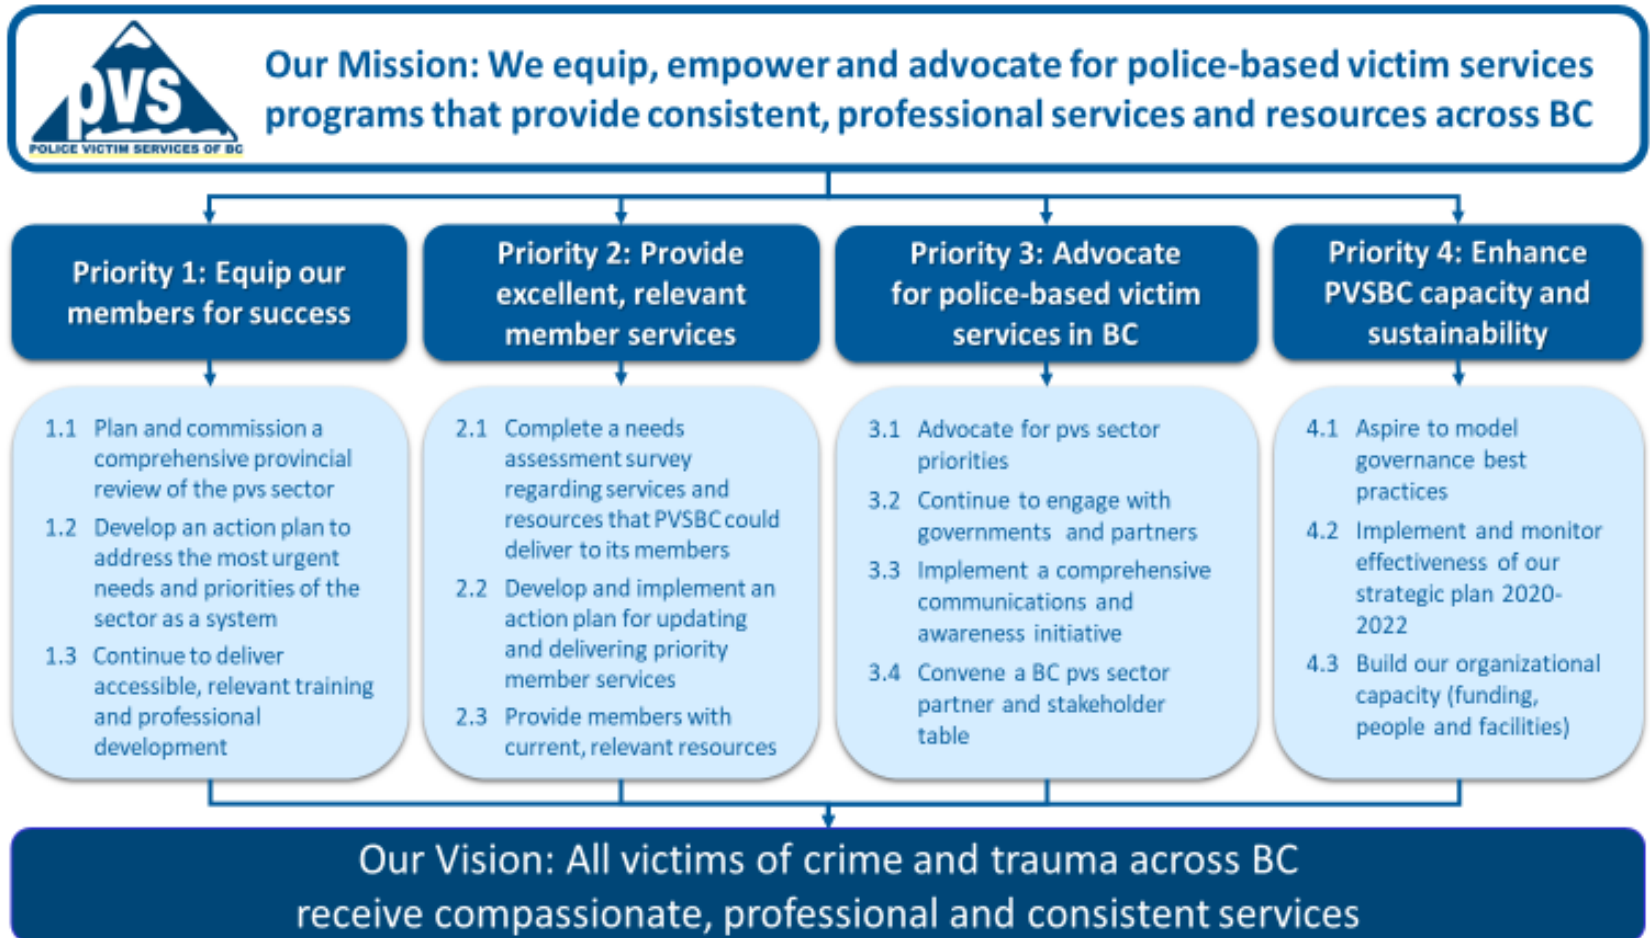 pvs
POLICE VICTIM SERVICES OF BC
Our Mission: We equip, empower and advocate for police-based victim services
programs that provide consistent, professional services and resources across BC
Priority 1: Equip our
members for success
1.1 Plan and commission a
comprehensive provincial
review of the pvs sector
1.2 Develop an action plan to
address the most urgent
needs and priorities of the
sector as a system
1.3 Continue to deliver
accessible, relevant training
and professional
development
Priority 2: Provide
excellent, relevant
member services
2.1 Complete a needs
assessment survey
regarding services and
resources that PVSBC could
deliver to its members
2.2 Develop and implement an
action plan for updating
and delivering priority
member services
2.3 Provide members with
current, relevant resources
Priority 3: Advocate
for police-based victim
services in BC
3.1 Advocate for pvs sector
priorities
3.2 Continue to engage with
governments and partners
3.3 Implement a comprehensive
communications and
awareness initiative
3.4 Convene a BC pvs sector
partner and stakeholder
table
Priority 4: Enhance
PVSBC capacity and
sustainability
4.1 Aspire to model
governance best
practices
4.2 Implement and monitor
effectiveness of our
strategic plan 2020-
2022
4.3 Build our organizational
capacity (funding,
people and facilities)
Our Vision: All victims of crime and trauma across BC
receive compassionate, professional and consistent services